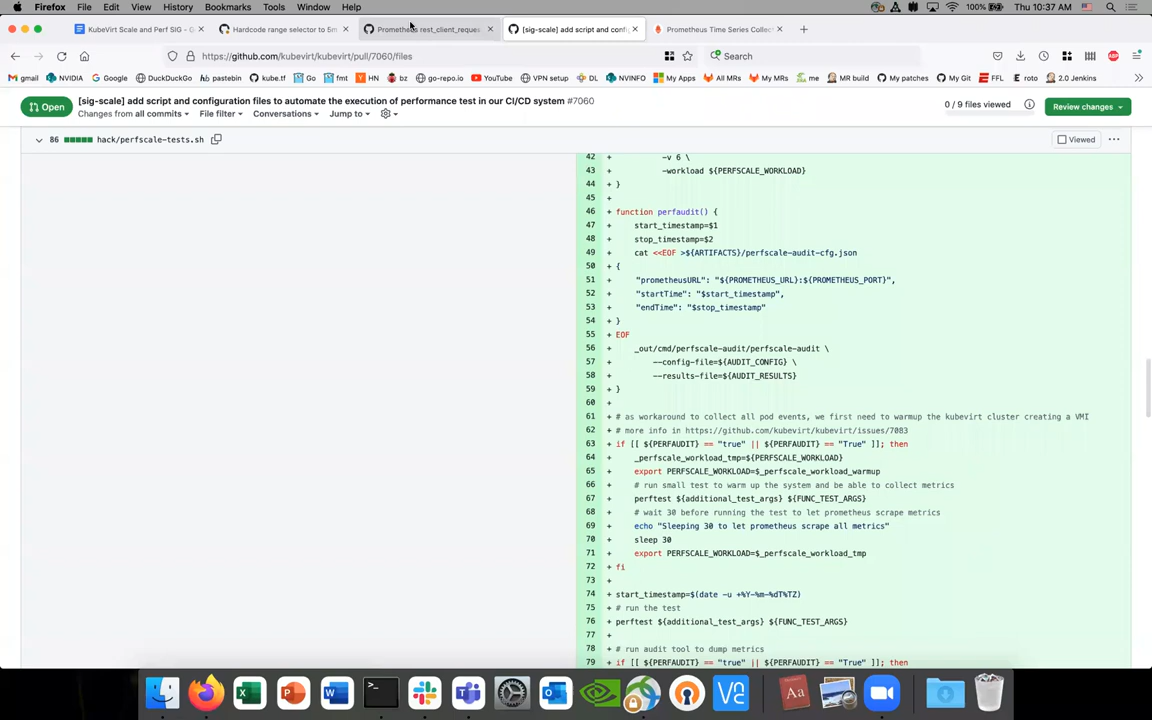 Firefox File Edit View History Bookmarks Tools Window Help 100% Thu 10:37 AM
KubeVirt Scale and Perf SIG - G Hardcode range selector to 5m Prometheus rest_client_reques [sig-scale] add script and config Prometheus Time Series Collec
https://github.com/kubevirt/kubevirt/pull/7060/files Search
gmail NVIDIA Google bz go-repo.io YouTube VPN setup DL NVINFO My Apps All MRs My MRs MR build My patches My Git FFL eroto 2.0 Jenkins
DuckDuckGo HN pastebin kube.tf Go fmt me
Open [sig-scale] add script and configuration files to automate the execution of performance test in our CI/CD system #7060
Changes from all commits File filter Conversations Jump to
0 / 9 files viewed Review changes
86 hack/perfscale-tests.sh Viewed
42 + -v 6 \
43 + -workload ${PERFSCALE_WORKLOAD}
44 + }
45 +
46 + function perfaudit() {
47 + start_timestamp=$1
48 + stop_timestamp=$2
49 + cat <<EOF >${ARTIFACTS}/perfscale-audit-cfg.json
50 + {
51 + "prometheusURL": "${PROMETHEUS_URL}:${PROMETHEUS_PORT}",
52 + "startTime": "$start_timestamp",
53 + "endTime": "$stop_timestamp"
54 + }
55 + EOF
56 + _out/cmd/perfscale-audit/perfscale-audit \
57 + --config-file=${AUDIT_CONFIG} \
58 + --results-file=${AUDIT_RESULTS}
59 + }
60 +
61 + # as workaround to collect all pod events, we first need to warmup the kubevirt cluster creating a VMI
62 + # more info in https://github.com/kubevirt/kubevirt/issues/7083
63 + if [[ ${PERFAUDIT} == "true" || ${PERFAUDIT} == "True" ]]; then
64 + _perfscale_workload_tmp=${PERFSCALE_WORKLOAD}
65 + export PERFSCALE_WORKLOAD=$_perfscale_workload_warmup
66 + # run small test to warm up the system and be able to collect metrics
67 + perftest ${additional_test_args} ${FUNC_TEST_ARGS}
68 + # wait 30 before running the test to let prometheus scrape metrics
69 + echo "Sleeping 30 to let prometheus scrape all metrics"
70 + sleep 30
71 + export PERFSCALE_WORKLOAD=$_perfscale_workload_tmp
72 + fi
73 +
74 + start_timestamp=$(date -u +%Y-%m-%dT%TZ)
75 + # run the test
76 + perftest ${additional_test_args} ${FUNC_TEST_ARGS}
77 +
78 + # run audit tool to dump metrics
79 + if [[ ${PERFAUDIT} == "true" || ${PERFAUDIT} == "True" ]]; then